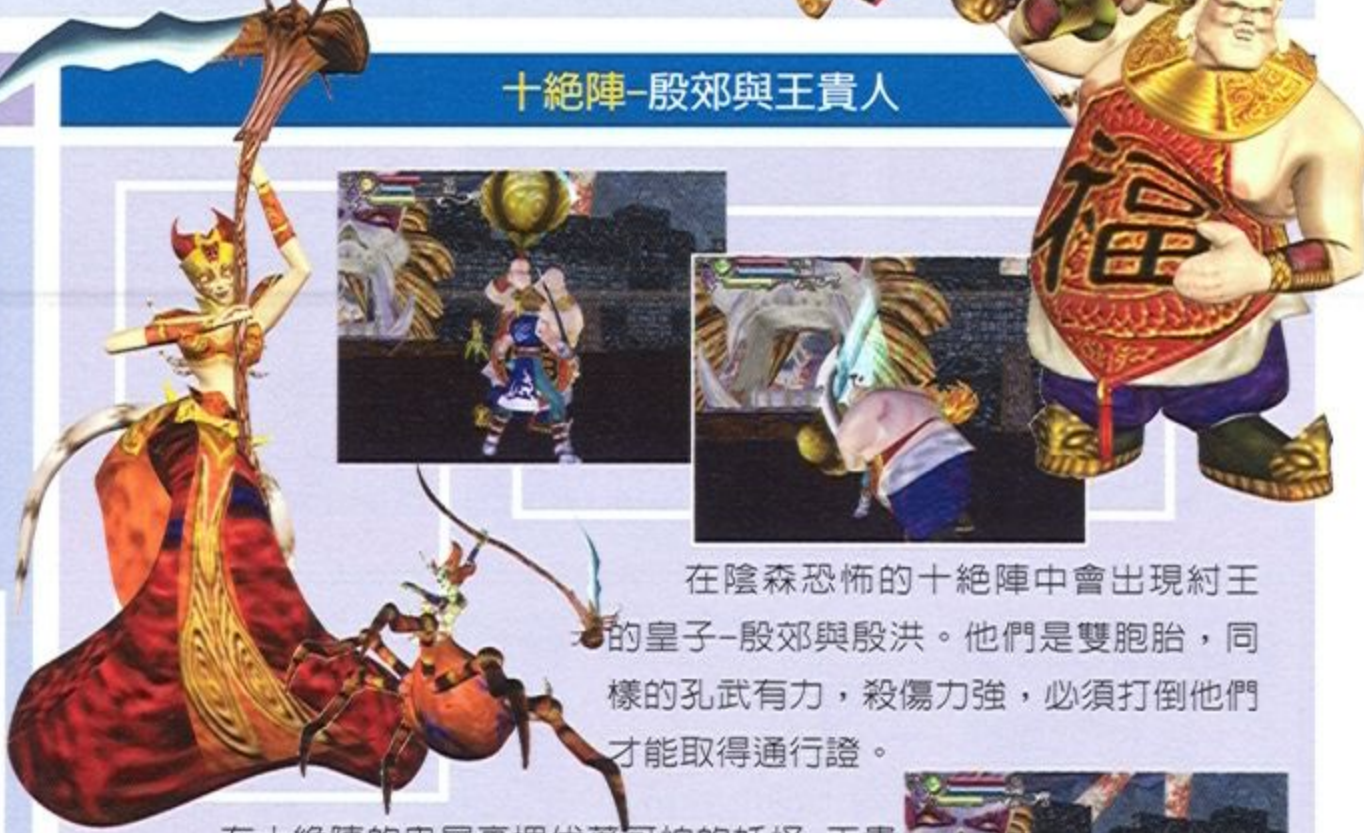 十絕陣-殷郊與王貴人
福
在陰森恐怖的十絕陣中會出現紂王
的皇子-殷郊與殷洪。他們是雙胞胎,同
樣的孔武有力,殺傷力強,必須打倒他們
才能取得通行證。